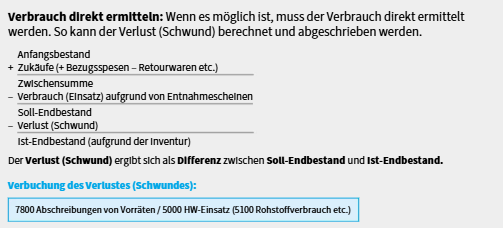 Verbrauch direkt ermitteln: Wenn es möglich ist, muss der Verbrauch direkt ermittelt
werden. So kann der Verlust (Schwund) berechnet und abgeschrieben werden.
Anfangsbestand
+ Zukäufe (+ Bezugsspesen – Retourwaren etc.)
Zwischensumme
– Verbrauch (Einsatz) aufgrund von Entnahmescheinen
Soll-Endbestand
– Verlust (Schwund)
Ist-Endbestand (aufgrund der Inventur)
Der Verlust (Schwund) ergibt sich als Differenz zwischen Soll-Endbestand und Ist-Endbestand.
Verbuchung des Verlustes (Schwundes):
7800 Abschreibungen von Vorräten / 5000 HW-Einsatz (5100 Rohstoffverbrauch etc.)